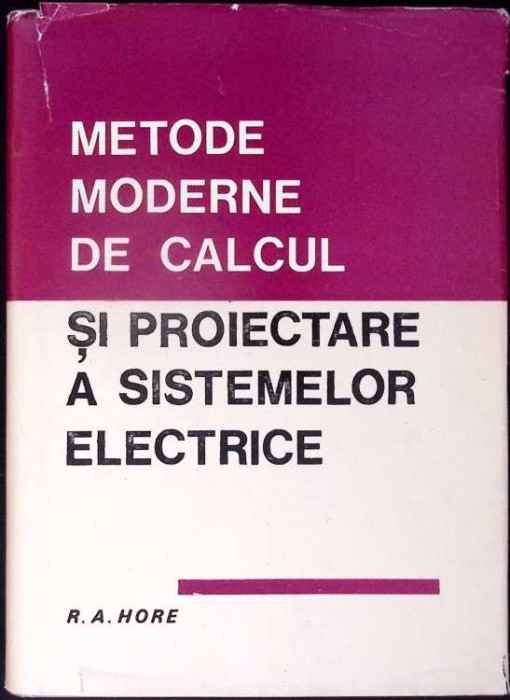 METODE
MODERNE
DE CALCUL
ȘI PROIECTARE
A SISTEMELOR
ELECTRICE
R. A. HORE